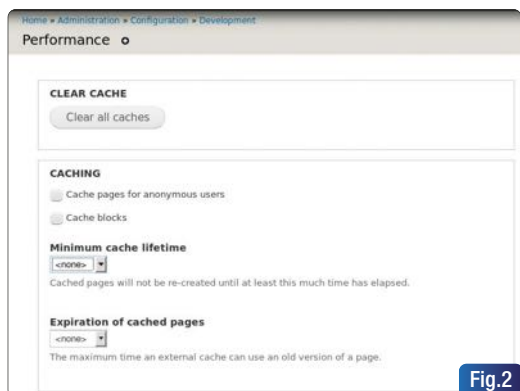 Home » Administration » Configuration » Development
Performance
CLEAR CACHE
Clear all caches
CACHING
Cache pages for anonymous users
Cache blocks
Minimum cache lifetime
<none>
Cached pages will not be re-created until at least this much time has elapsed.
Expiration of cached pages
<none>
The maximum time an external cache can use an old version of a page.
Fig.2